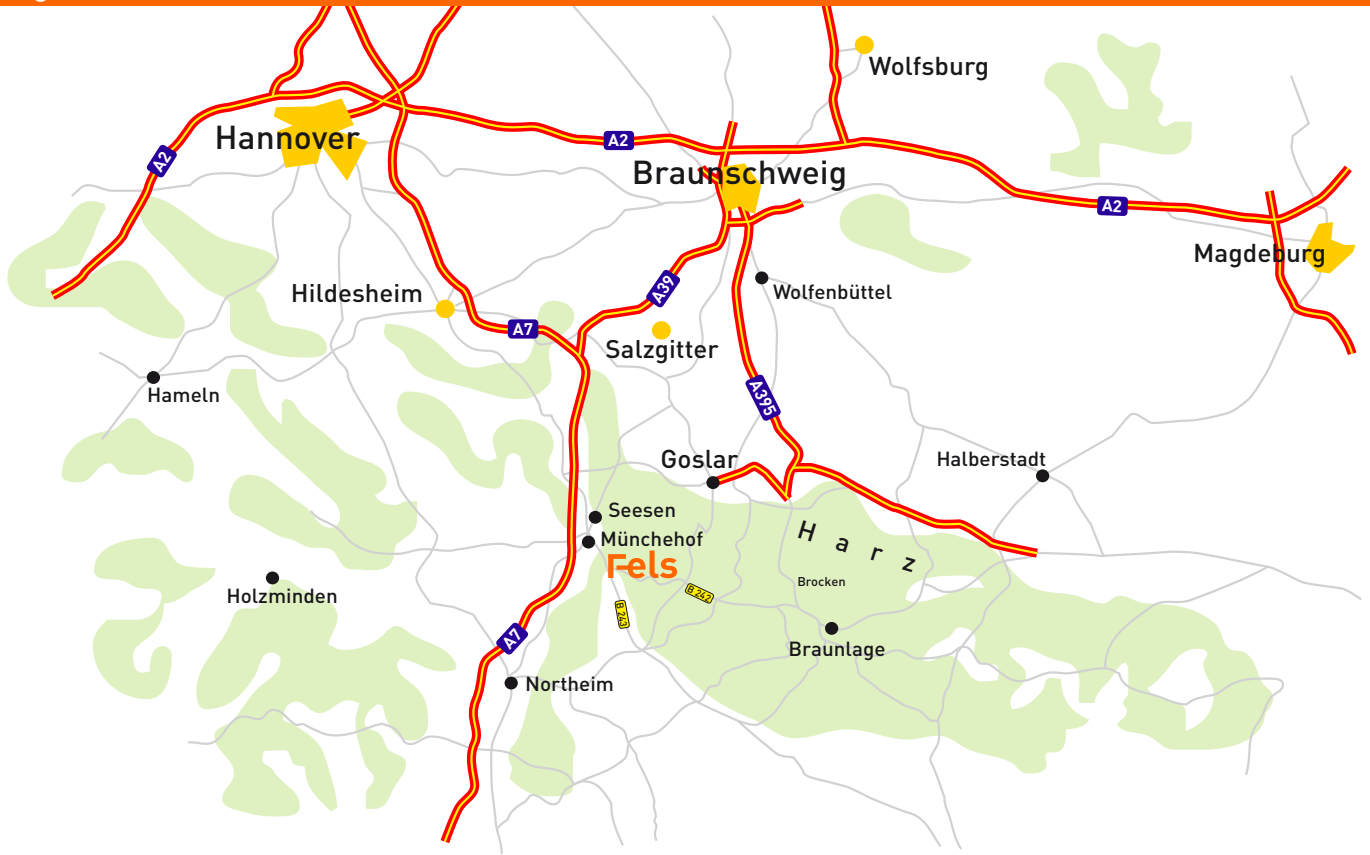 Wolfsburg
Hannover
A2
A2
Braunschweig
A2
Magdeburg
Hildesheim
A39
Wolfenbüttel
A7
Salzgitter
Hameln
A395
Goslar
Halberstadt
Seesen
Münchehof
Harz
Fels
Brocken
Holzminden
B 242
B 243
A7
Braunlage
Northeim